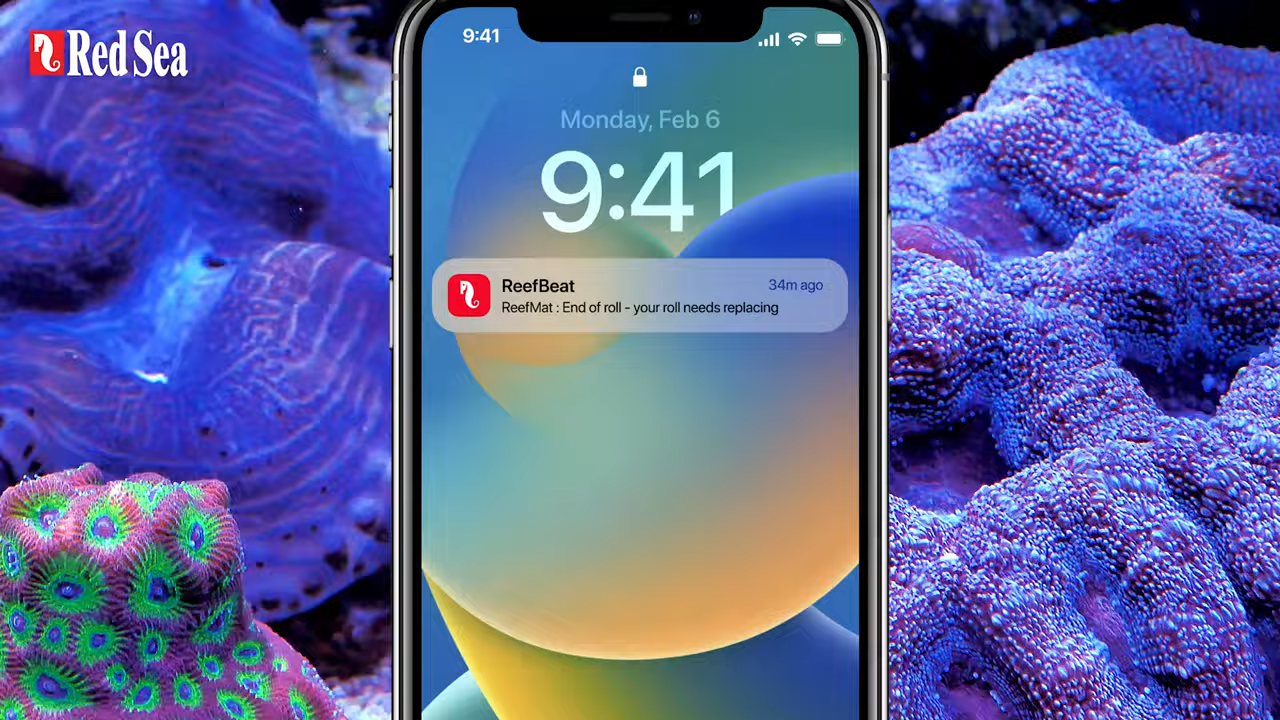 Red Sea
9:41
Monday, Feb 6
9:41
ReefBeat
34m ago
ReefMat : End of roll - your roll needs replacing